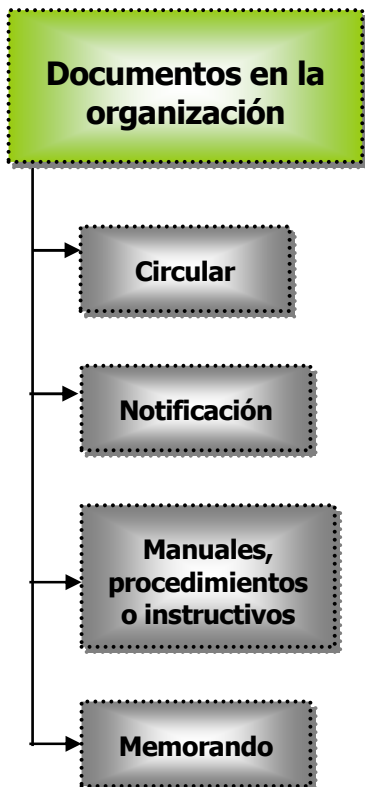 Documentos en la
organización
Circular
Notificación
Manuales,
procedimientos
o instructivos
Memorando